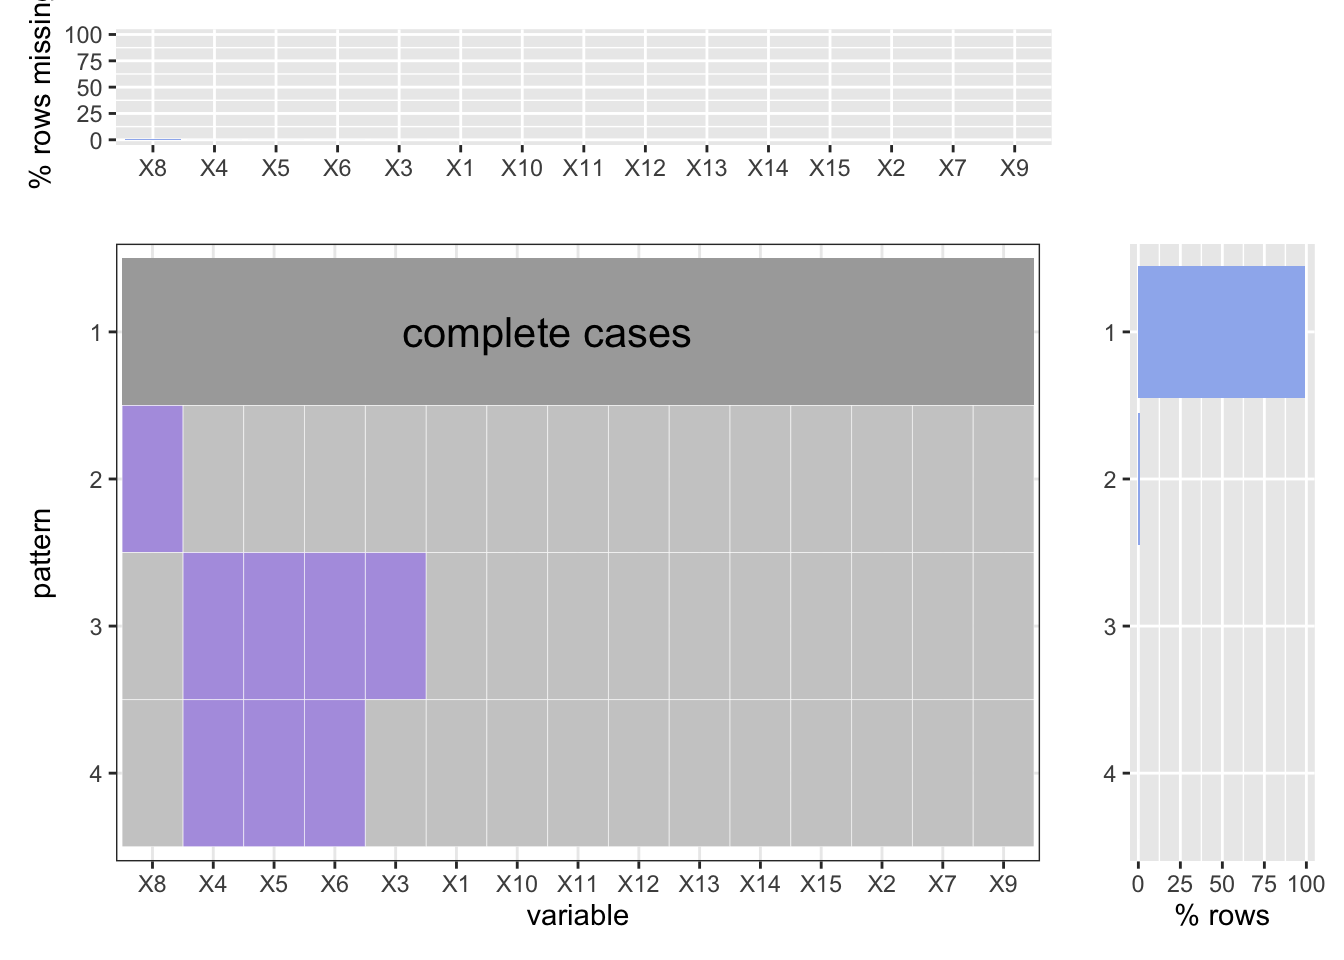 % rows missing
100
75
50
25
0
X8 X4 X5 X6 X3 X1 X10 X11 X12 X13 X14 X15 X2 X7 X9
pattern
1
complete cases
2
3
4
X8 X4 X5 X6 X3 X1 X10 X11 X12 X13 X14 X15 X2 X7 X9
variable
1
2
3
4
0 25 50 75 100
% rows